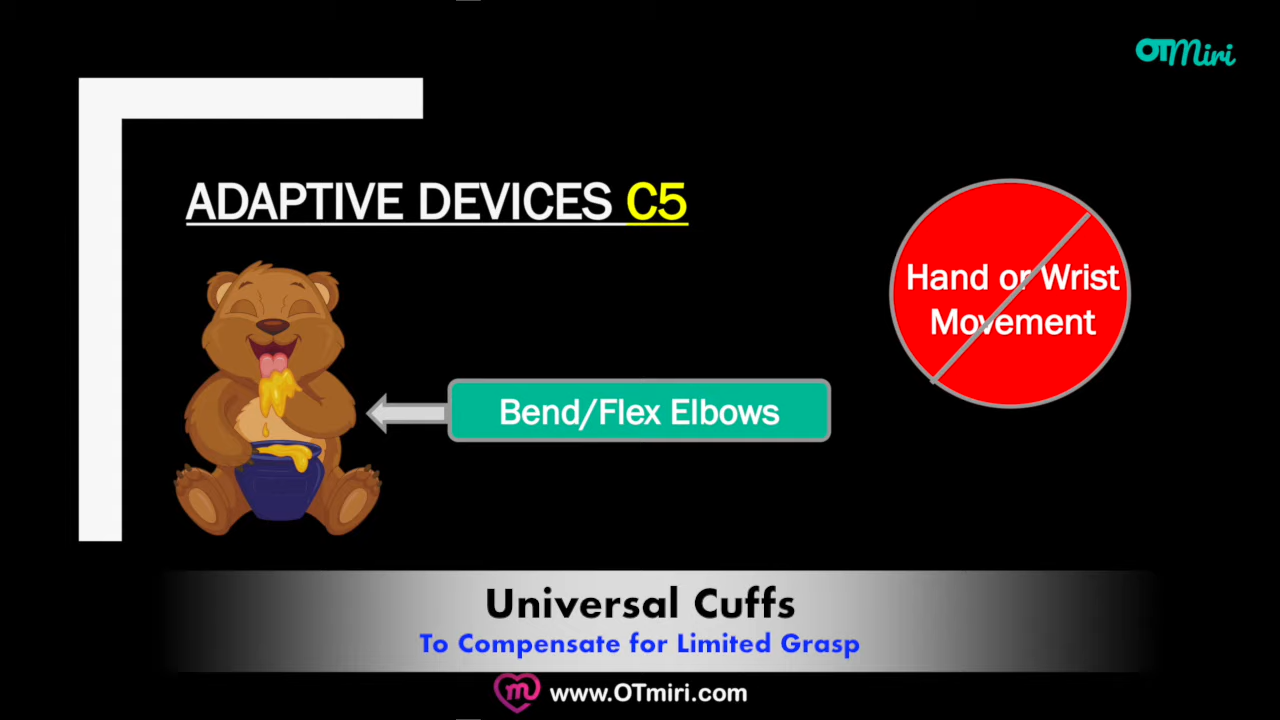 OTMiri
ADAPTIVE DEVICES C5
Hand or Wrist
Movement
Bend/Flex Elbows
Universal Cuffs
To Compensate for Limited Grasp
m www.OTmiri.com